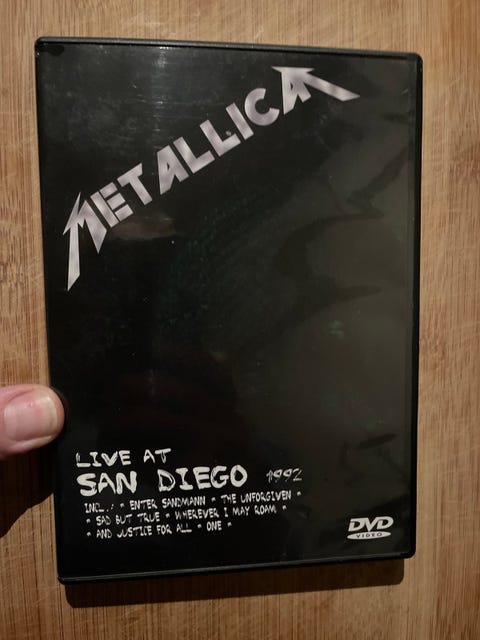 METALLICA
LIVE AT
SAN DIEGO 1992
INCL.: " ENTER SANDMANN " THE UNFORGIVEN "
" SAD BUT TRUE " WHEREVER I MAY ROAM "
" AND JUSTICE FOR ALL " ONE "
DVD
VIDEO